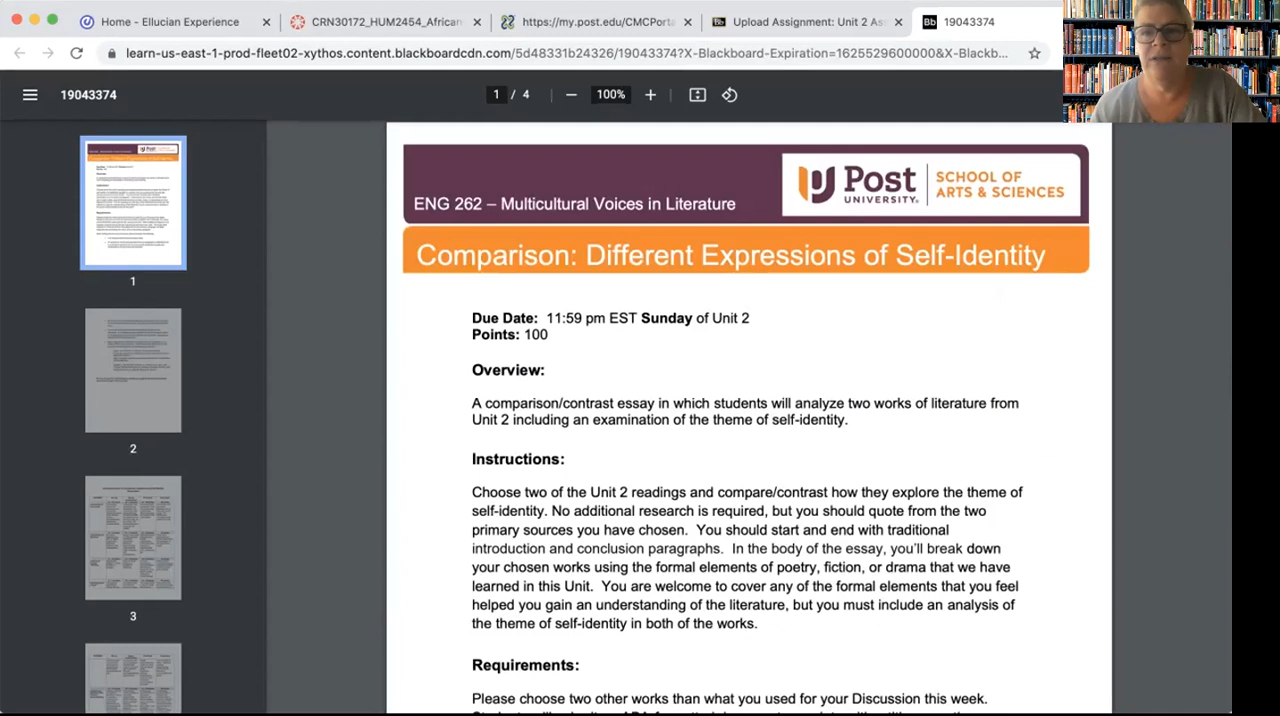 Home - Ellucian Experience
CRN30172_HUM2454_African
https://my.post.edu/CMCPorta
Bb
Upload Assignment: Unit 2 As
Bb
19043374
learn-us-east-1-prod-fleet02-xythos.content.blackboardcdn.com/5d48331b24326/19043374?X-Blackboard-Expiration=1625529600000&X-Blackb...
19043374
1 / 4
100%
ENG 262 – Multicultural Voices in Literature
Post
UNIVERSITY.
SCHOOL OF
ARTS & SCIENCES
Comparison: Different Expressions of Self-Identity
Due Date: 11:59 pm EST Sunday of Unit 2
Points: 100
Overview:
A comparison/contrast essay in which students will analyze two works of literature from
Unit 2 including an examination of the theme of self-identity.
Instructions:
Choose two of the Unit 2 readings and compare/contrast how they explore the theme of
self-identity. No additional research is required, but you should quote from the two
primary sources you have chosen. You should start and end with traditional
introduction and conclusion paragraphs. In the body of the essay, you'll break down
your chosen works using the formal elements of poetry, fiction, or drama that we have
learned in this Unit. You are welcome to cover any of the formal elements that you feel
helped you gain an understanding of the literature, but you must include an analysis of
the theme of self-identity in both of the works.
Requirements:
Please choose two other works than what you used for your Discussion this week.
1
2
3